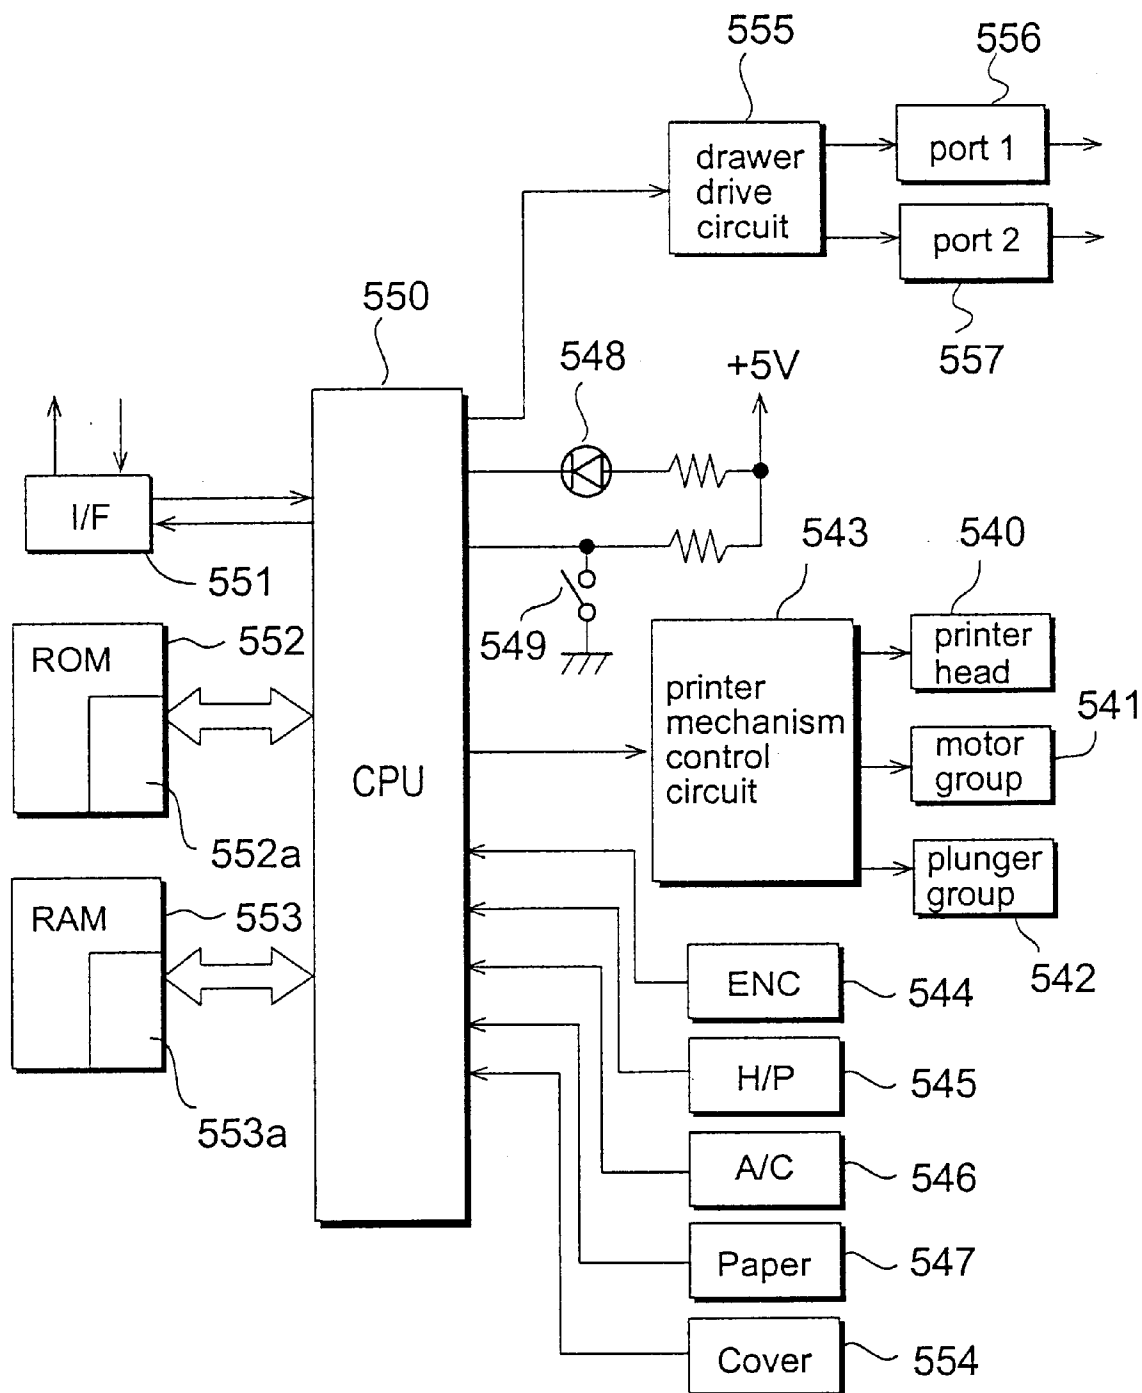 555
556
drawer
drive
circuit
port 1
port 2
557
550
548
+5V
I/F
551
549
543
540
printer
head
541
motor
group
printer
mechanism
control
circuit
plunger
group
542
ROM
552
552a
CPU
RAM
553
553a
ENC
544
H/P
545
A/C
546
Paper
547
Cover
554